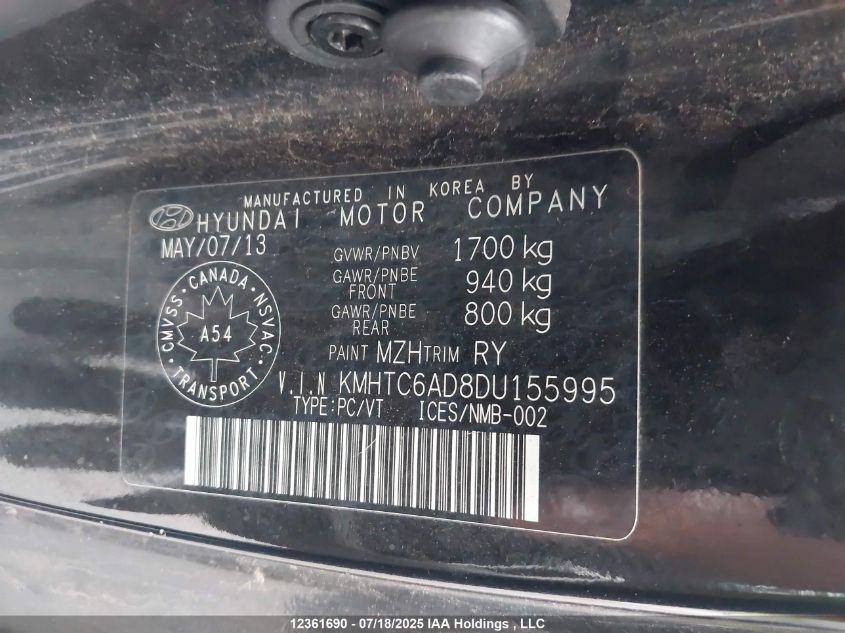 MANUFACTURED IN KOREA BY
HYUNDAI MOTOR COMPANY
MAY/07/13
GVWR/PNBV 1700 kg
GAWR/PNBE FRONT 940 kg
GAWR/PNBE REAR 800 kg
CMVSS · CANADA · NSVAC
A54
TRANSPORT
PAINT MZH TRIM RY
V.I.N KMHTC6AD8DU155995
TYPE:PC/VT ICES/NMB-002
12361690 - 07/18/2025 IAA Holdings , LLC